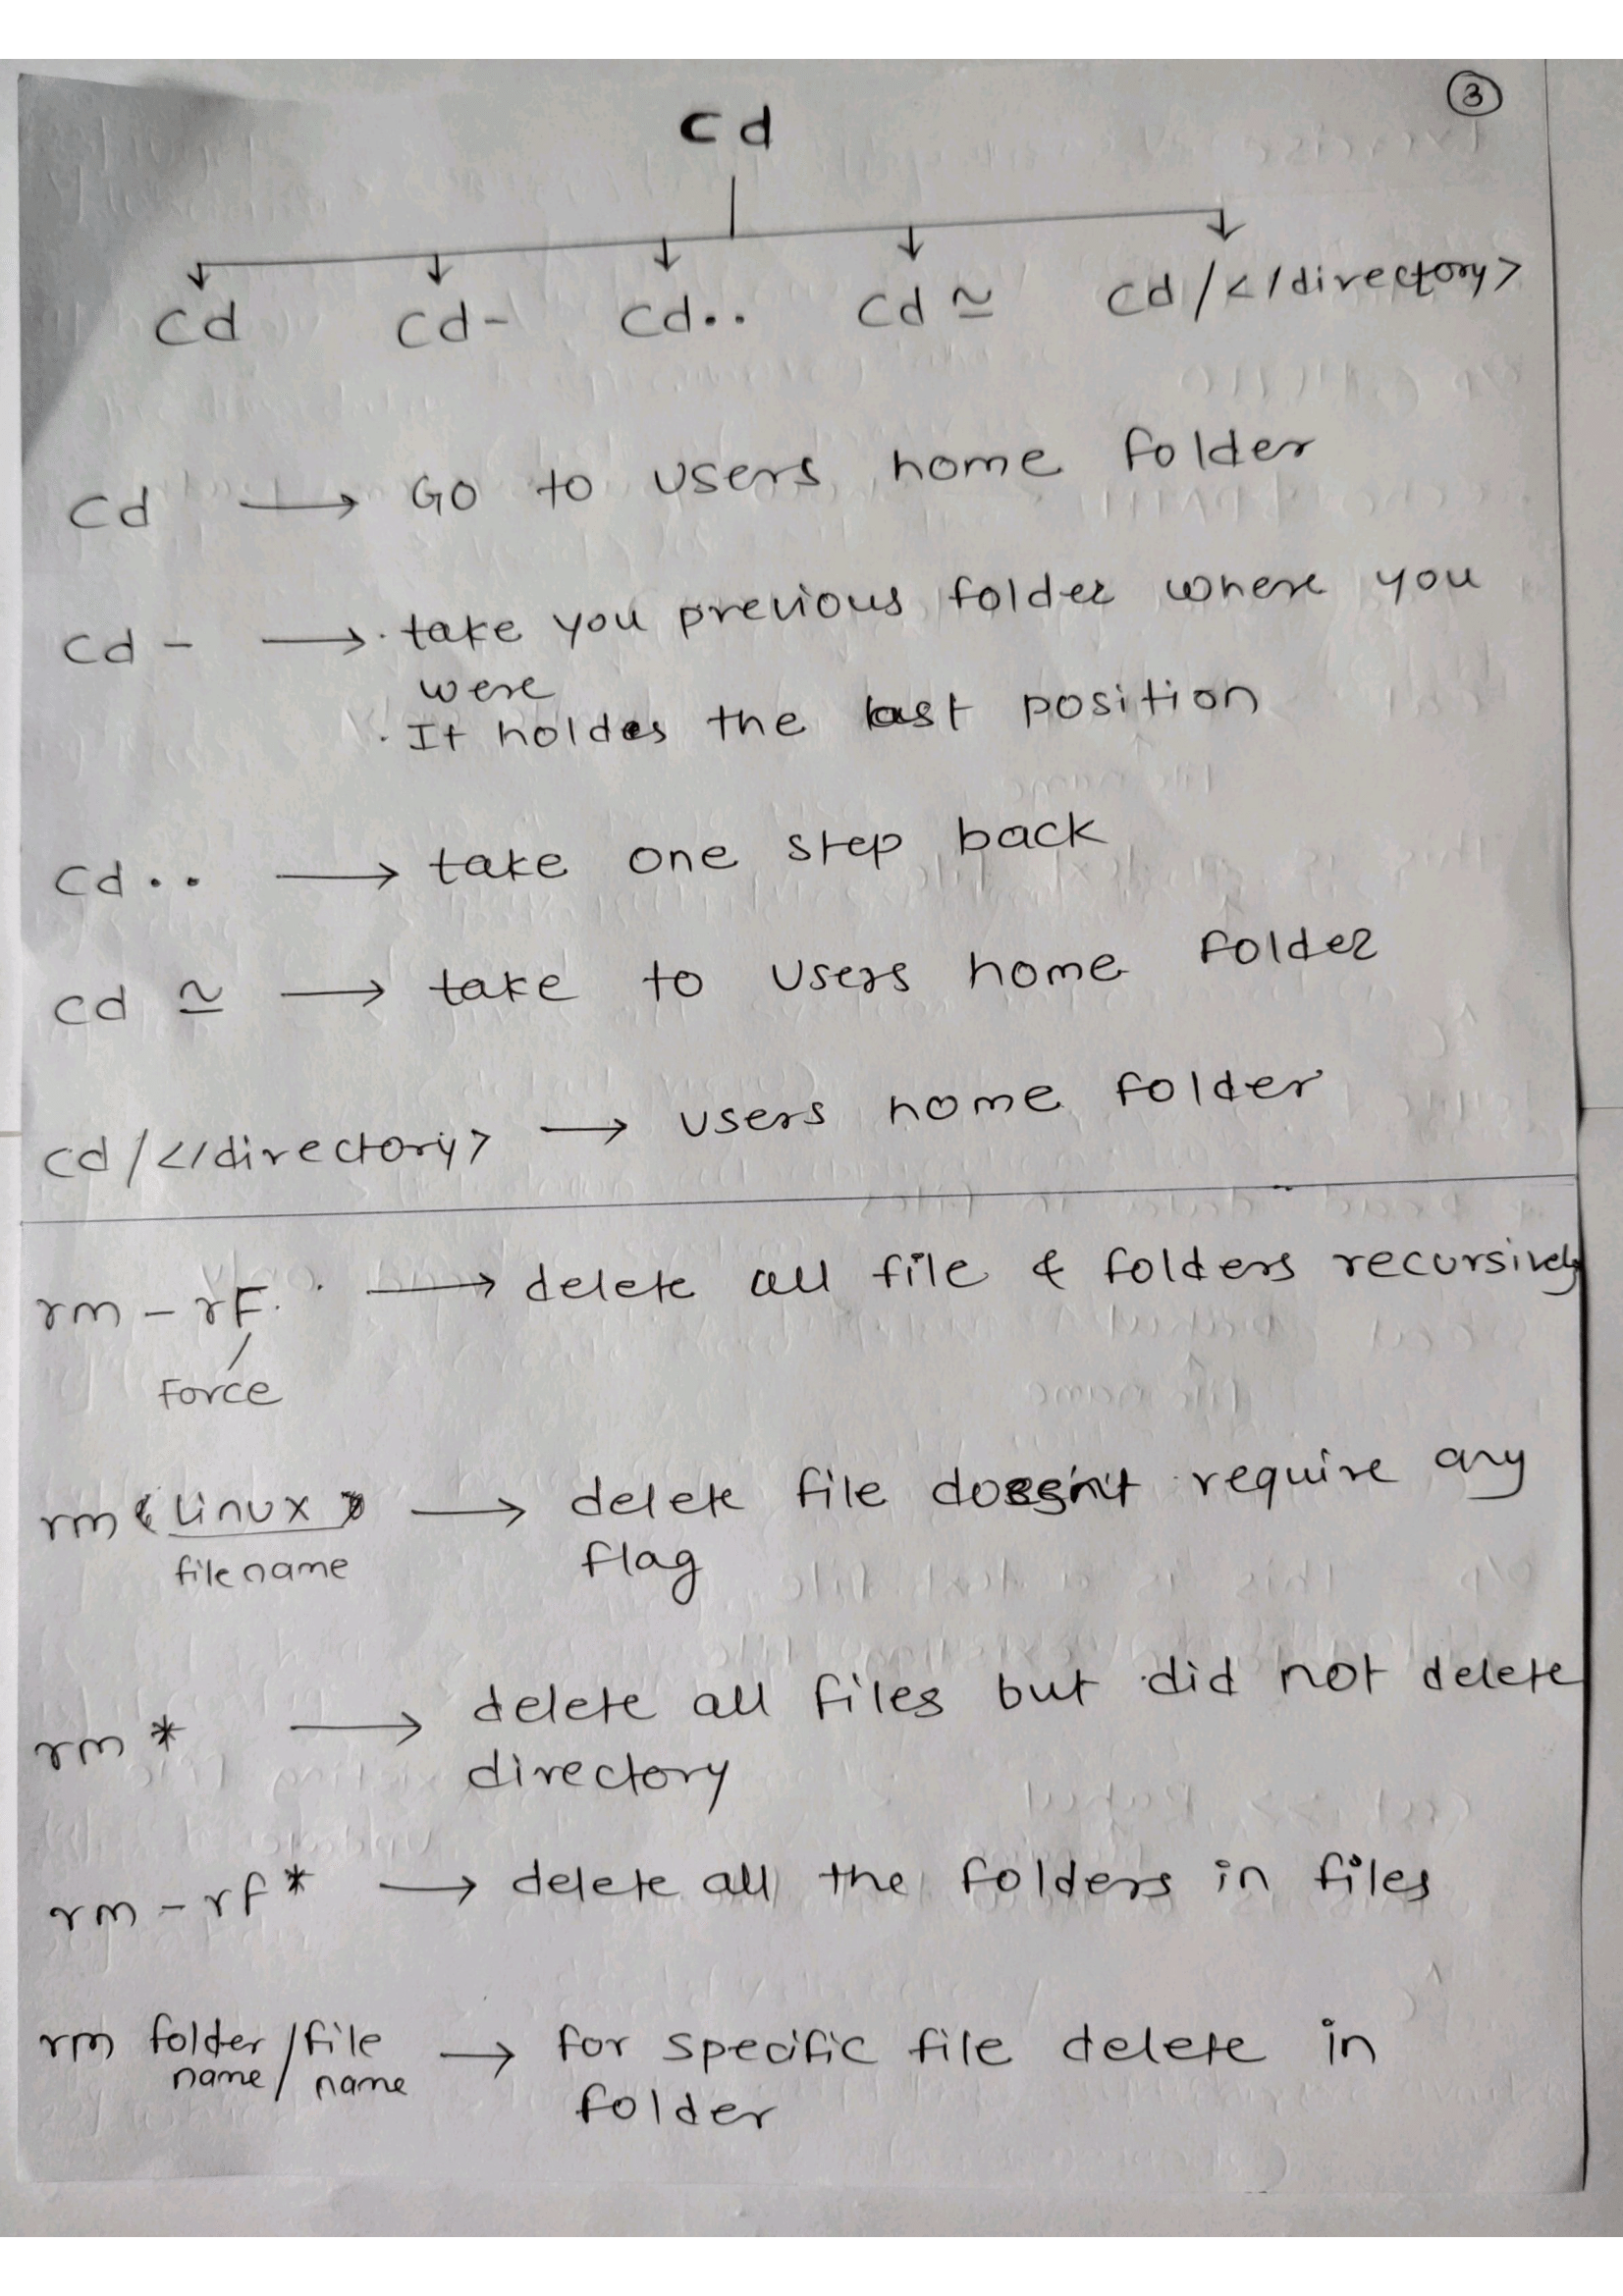 3
cd
cd cd- cd.. cd ≃ cd/</directory>
cd → Go to users home folder
cd - → · take you previous folder where you
were
· It holdes the last position
cd .. → take one step back
cd ≃ → take to users home folder
cd/</directory> → users home folder
rm -rF. → delete all file & folders recursively
Force
rm < Linux > → delete file doesn't require any
filename flag
rm * → delete all files but did not delete
directory
rm -rf * → delete all the folders in files
rm folder / file → for specific file delete in
name / name folder